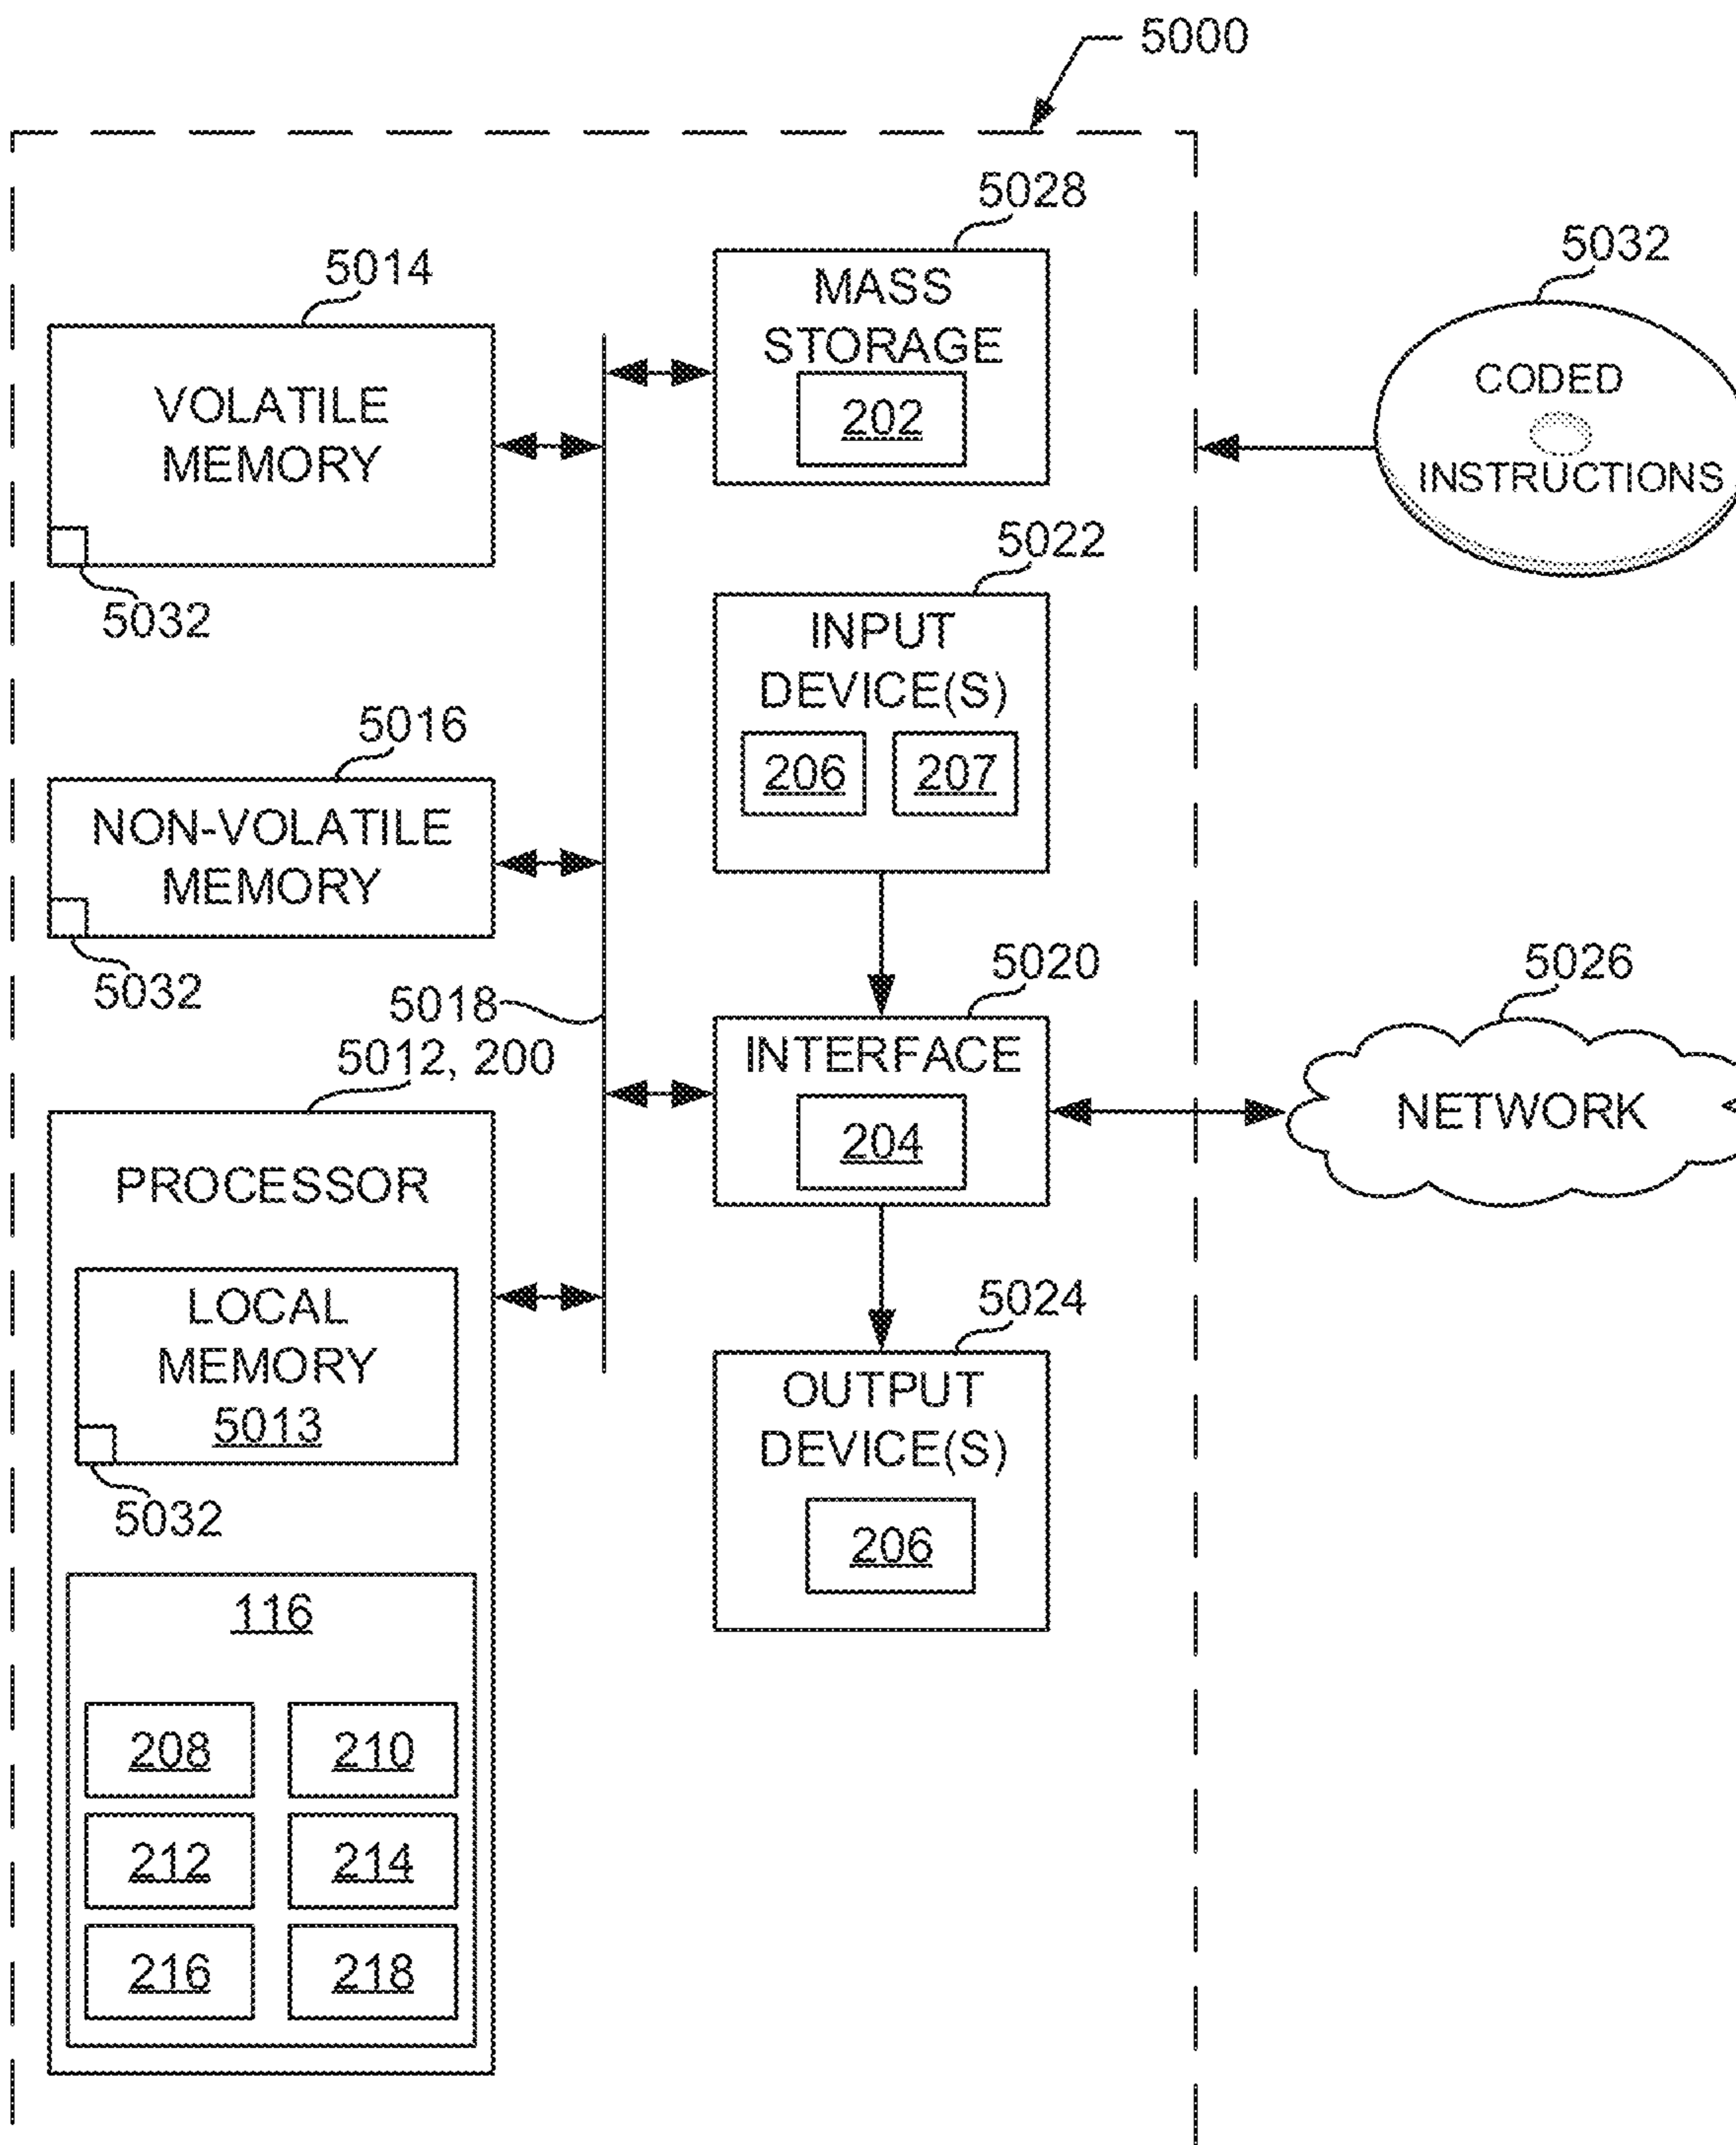 5000
5028
MASS
STORAGE
202
5014
VOLATILE
MEMORY
5032
5032
CODED
INSTRUCTIONS
5022
INPUT
DEVICE(S)
206 207
5016
NON-VOLATILE
MEMORY
5032
5018
5020
INTERFACE
204
5026
NETWORK
5012, 200
PROCESSOR
LOCAL
MEMORY
5013
5032
5024
OUTPUT
DEVICE(S)
206
116
208 210
212 214
216 218